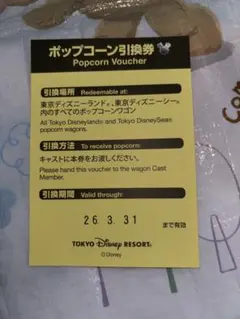 ポップコーン引換券
Popcorn Voucher
引換場所 Redeemable at:
東京ディズニーランド®、東京ディズニーシー®
内のすべてのポップコーンワゴン
All Tokyo Disneyland® and Tokyo DisneySea®
popcorn wagons.
引換方法 To receive popcorn:
キャストに本券をお渡しください。
Please hand this voucher to the wagon Cast
Member.
引換期間 Valid through:
26.3.31
まで有効
TOKYO Disney RESORT®
©Disney